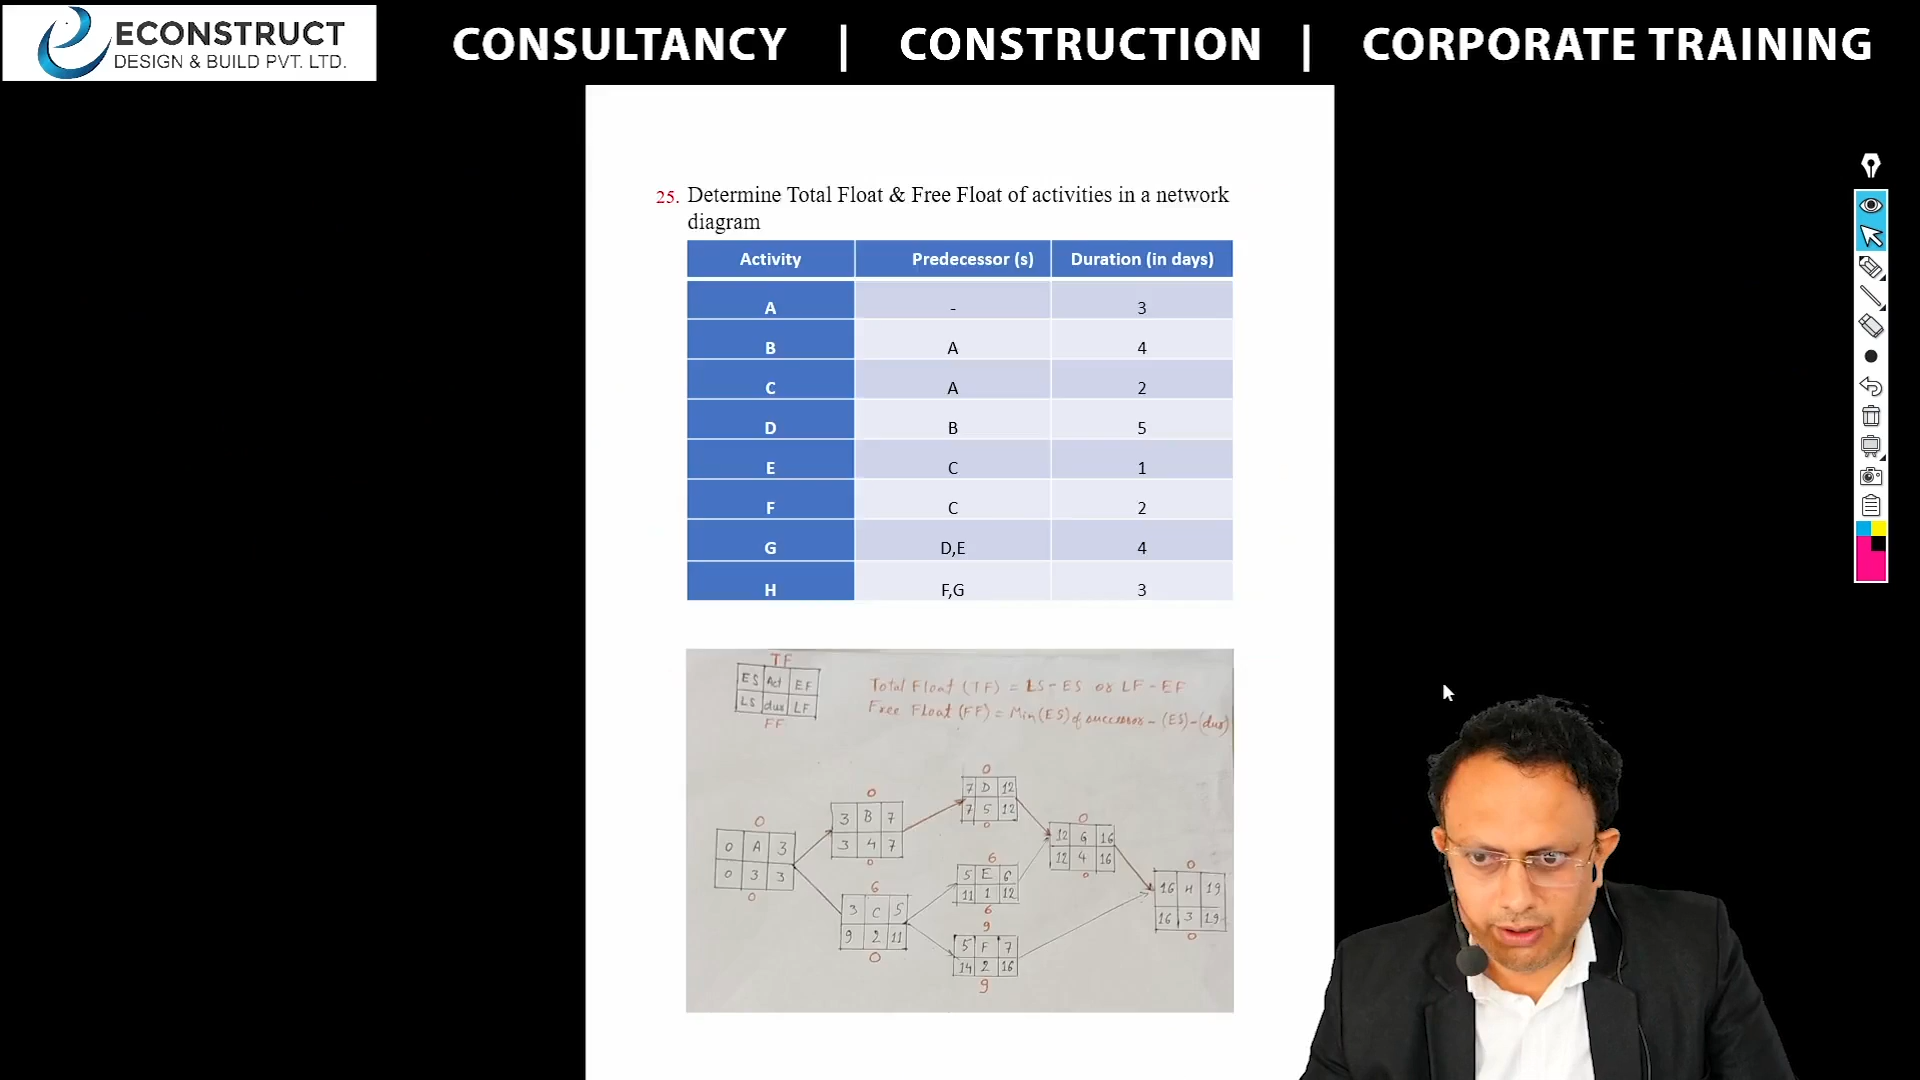 ECONSTRUCT
DESIGN & BUILD PVT. LTD.
CONSULTANCY | CONSTRUCTION | CORPORATE TRAINING
25. Determine Total Float & Free Float of activities in a network
diagram
Activity Predecessor (s) Duration (in days)
A - 3
B A 4
C A 2
D B 5
E C 1
F C 2
G D,E 4
H F,G 3
TF
ES Act EF
LS dur LF
FF
Total Float (TF) = LS - ES or LF - EF
Free Float (FF) = Min(ES) of successor - (ES) - (dur)
0
0 A 3
0 3 3
0
0
3 B 7
3 4 7
0
6
3 C 5
9 2 11
0
0
7 D 12
7 5 12
0
6
5 E 6
11 1 12
6
9
5 F 7
14 2 16
9
0
12 G 16
12 4 16
0
0
16 H 19
16 3 19
0